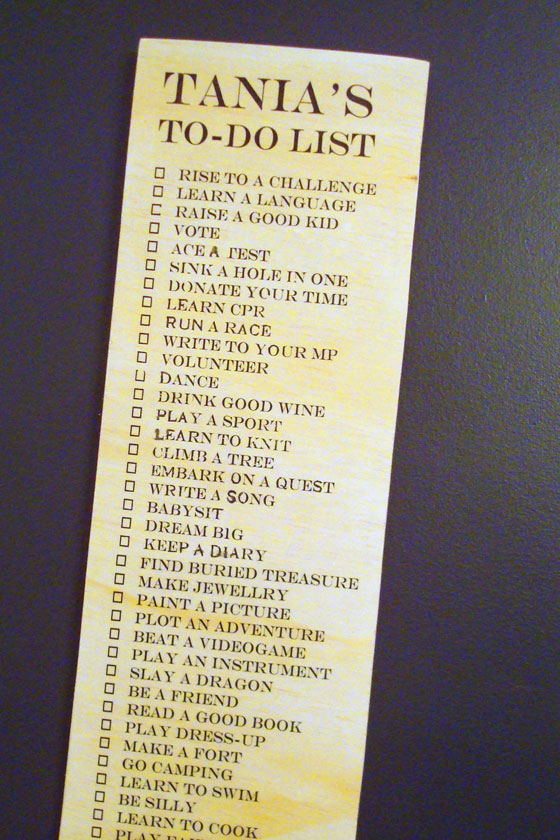 TANIA'S
TO-DO LIST
RISE TO A CHALLENGE
LEARN A LANGUAGE
RAISE A GOOD KID
VOTE
ACE A TEST
SINK A HOLE IN ONE
DONATE YOUR TIME
LEARN CPR
RUN A RACE
WRITE TO YOUR MP
VOLUNTEER
DANCE
DRINK GOOD WINE
PLAY A SPORT
LEARN TO KNIT
CLIMB A TREE
EMBARK ON A QUEST
WRITE A SONG
BABYSIT
DREAM BIG
KEEP A DIARY
FIND BURIED TREASURE
MAKE JEWELLRY
PAINT A PICTURE
PLOT AN ADVENTURE
BEAT A VIDEOGAME
PLAY AN INSTRUMENT
SLAY A DRAGON
BE A FRIEND
READ A GOOD BOOK
PLAY DRESS-UP
MAKE A FORT
GO CAMPING
LEARN TO SWIM
BE SILLY
LEARN TO COOK
PLAY